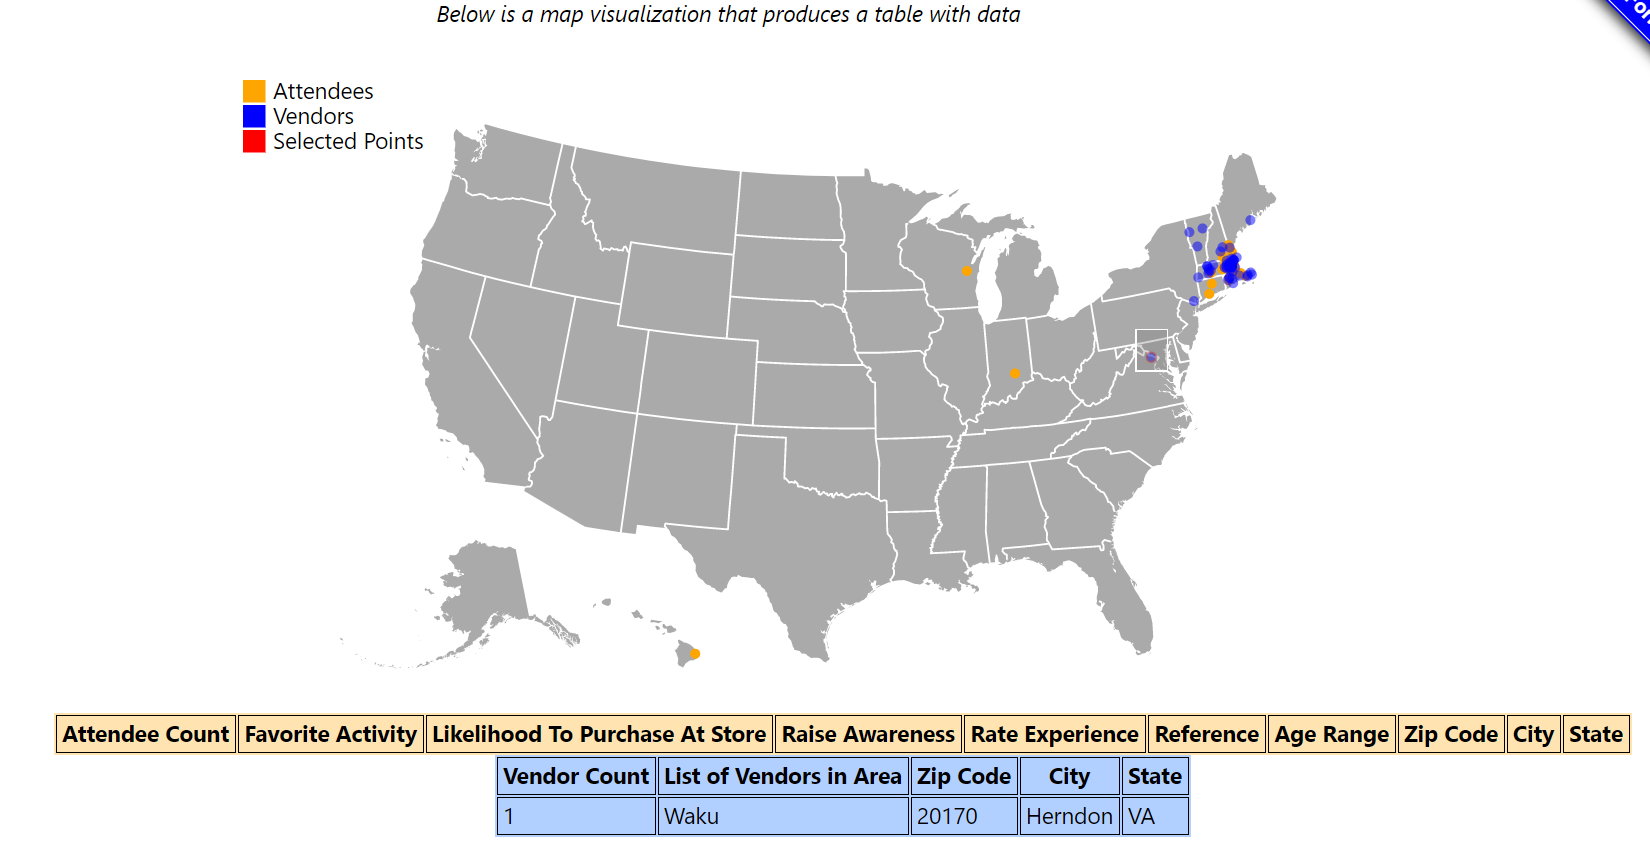 Below is a map visualization that produces a table with data
Attendees
Vendors
Selected Points
Attendee Count Favorite Activity Likelihood To Purchase At Store Raise Awareness Rate Experience Reference Age Range Zip Code City State
Vendor Count List of Vendors in Area Zip Code City State
1 Waku 20170 Herndon VA